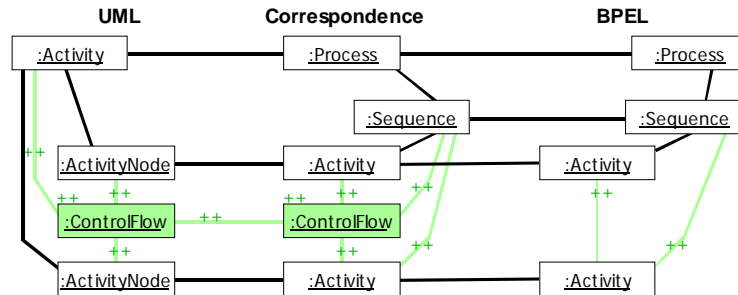 UML Correspondence BPEL
:Activity :Process :Process
:Sequence :Sequence
++
:ActivityNode :Activity :Activity
++ ++ ++ ++ ++ ++
++
:ControlFlow :ControlFlow
++ ++ ++ ++
:ActivityNode :Activity :Activity